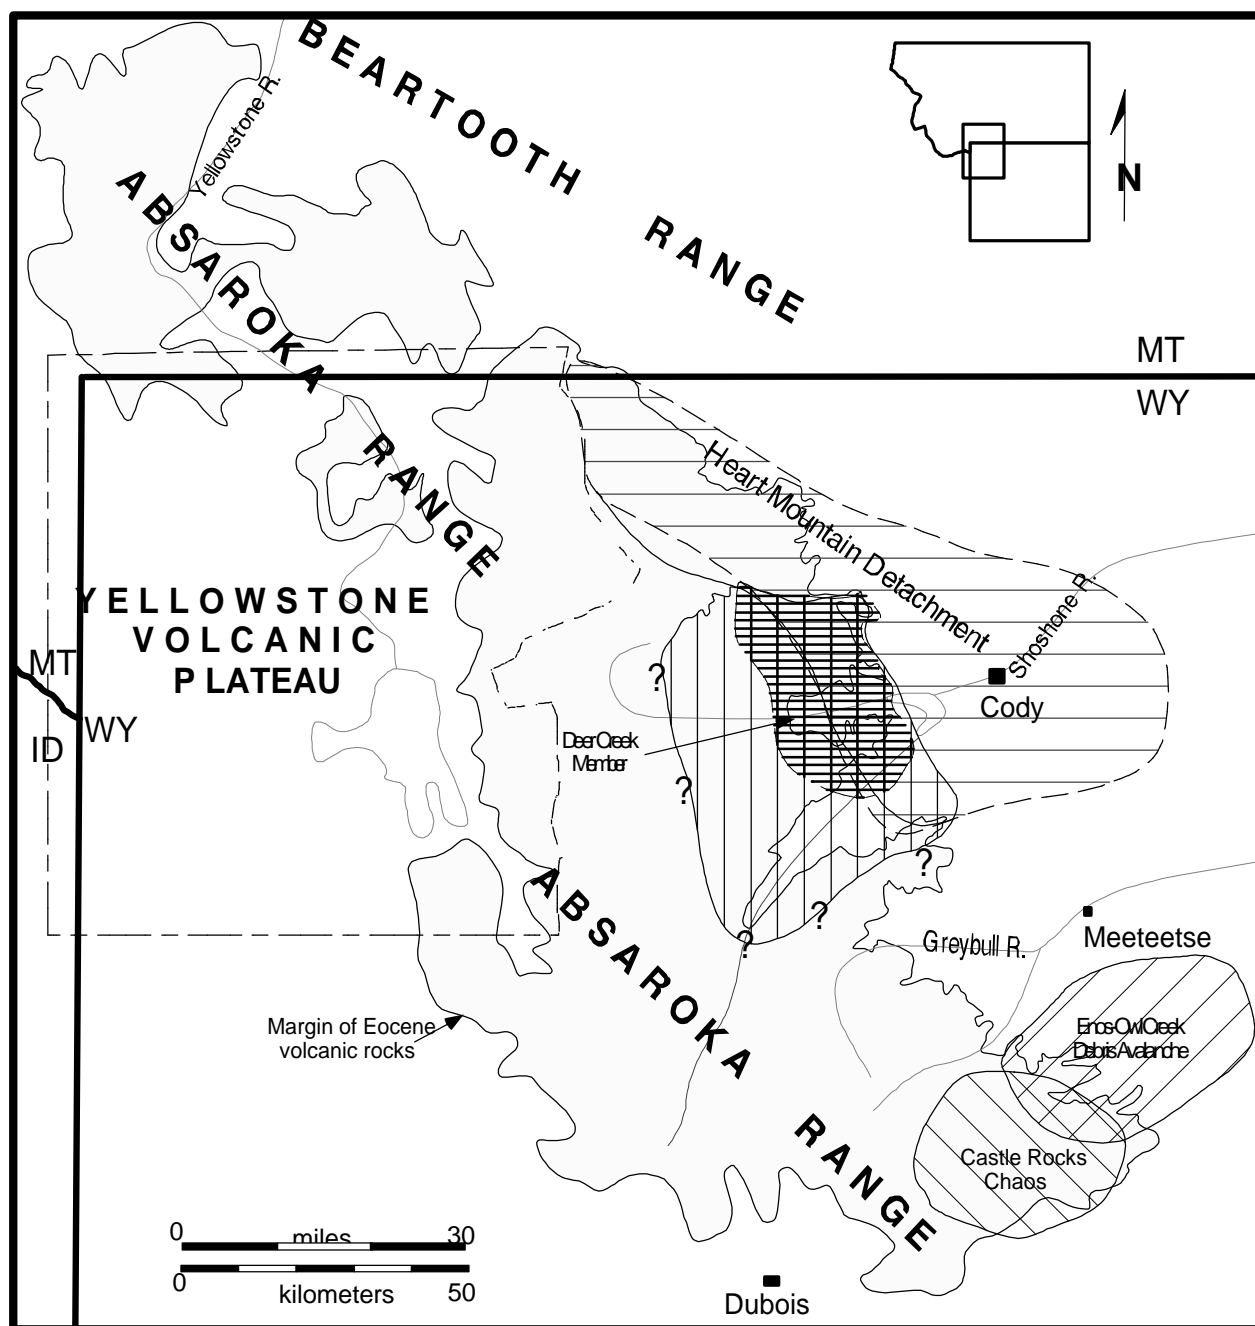 BEARTOOTH RANGE
Yellowstone R.
N
ABSAROKA RANGE
MT
WY
Heart Mountain Detachment
Shoshone R.
YELLOWSTONE
VOLCANIC
PLATEAU
MT
WY
ID
?
Cody
Deer Creek
Member
?
?
ABSAROKA RANGE
?
?
Greybull R.
Meeteetse
Margin of Eocene
volcanic rocks
Enos-Owl Creek
Debris Avalanche
Castle Rocks
Chaos
0 miles 30
0 kilometers 50
Dubois